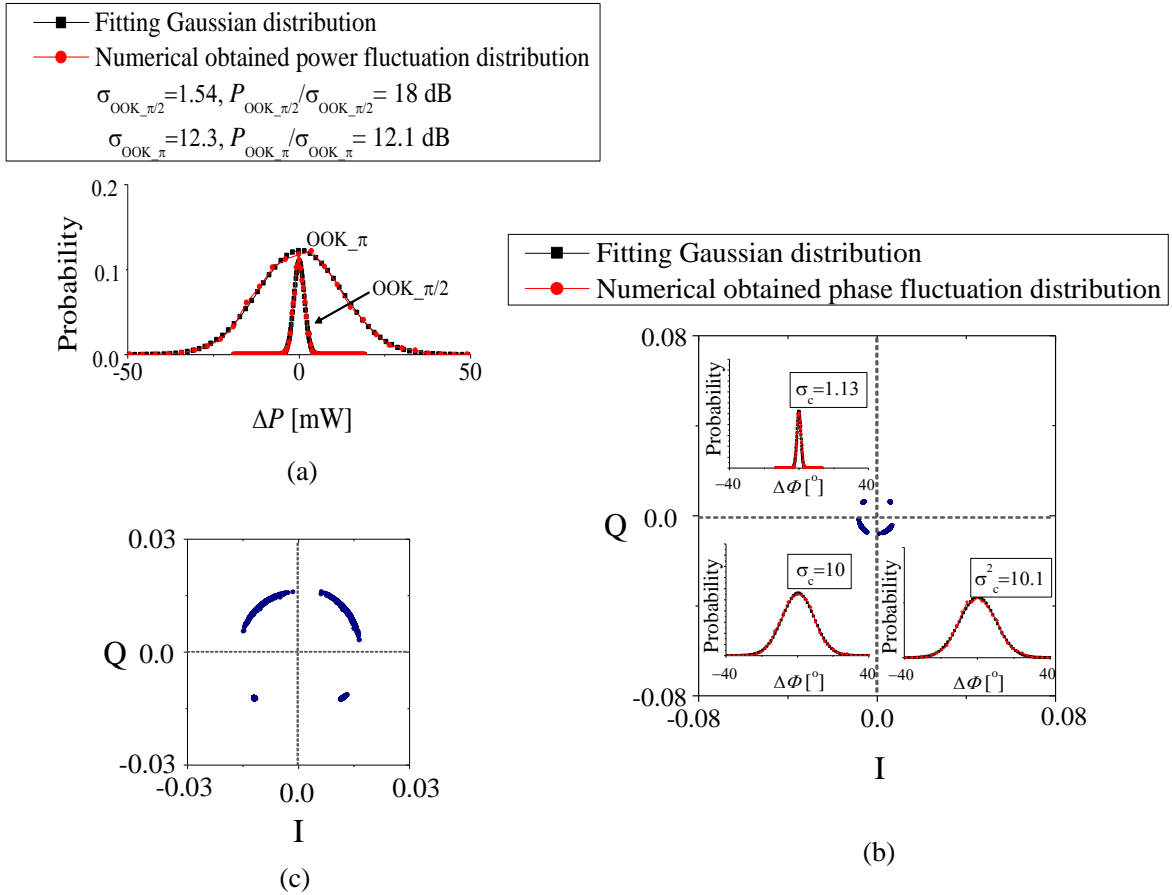 Fitting Gaussian distribution
Numerical obtained power fluctuation distribution
σOOK_π/2=1.54, POOK_π/2/σOOK_π/2= 18 dB
σOOK_π=12.3, POOK_π/σOOK_π= 12.1 dB
0.2
Probability
0.1
0.0
OOK_π
OOK_π/2
-50
0
50
ΔP [mW]
(a)
Fitting Gaussian distribution
Numerical obtained phase fluctuation distribution
0.08
Q
0.0
-0.08
Probability
σc=1.13
−40
40
ΔΦ[o]
Probability
σc=10
−40
40
ΔΦ[o]
Probability
σ2c=10.1
−40
40
ΔΦ[o]
-0.08
0.0
0.08
I
(b)
0.03
Q
0.0
-0.03
-0.03
0.0
0.03
I
(c)